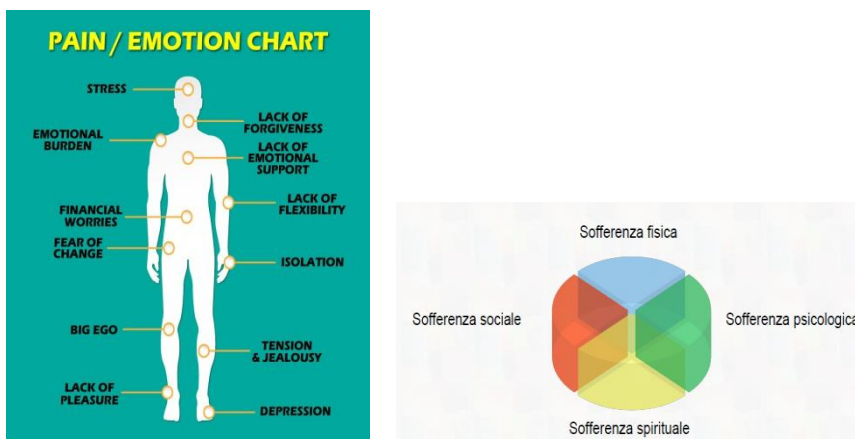 PAIN / EMOTION CHART
STRESS
LACK OF
FORGIVENESS
EMOTIONAL
BURDEN
LACK OF
EMOTIONAL
SUPPORT
LACK OF
FLEXIBILITY
FINANCIAL
WORRIES
FEAR OF
CHANGE
ISOLATION
BIG EGO
TENSION
& JEALOUSY
LACK OF
PLEASURE
DEPRESSION
Sofferenza fisica
Sofferenza sociale
Sofferenza psicologica
Sofferenza spirituale